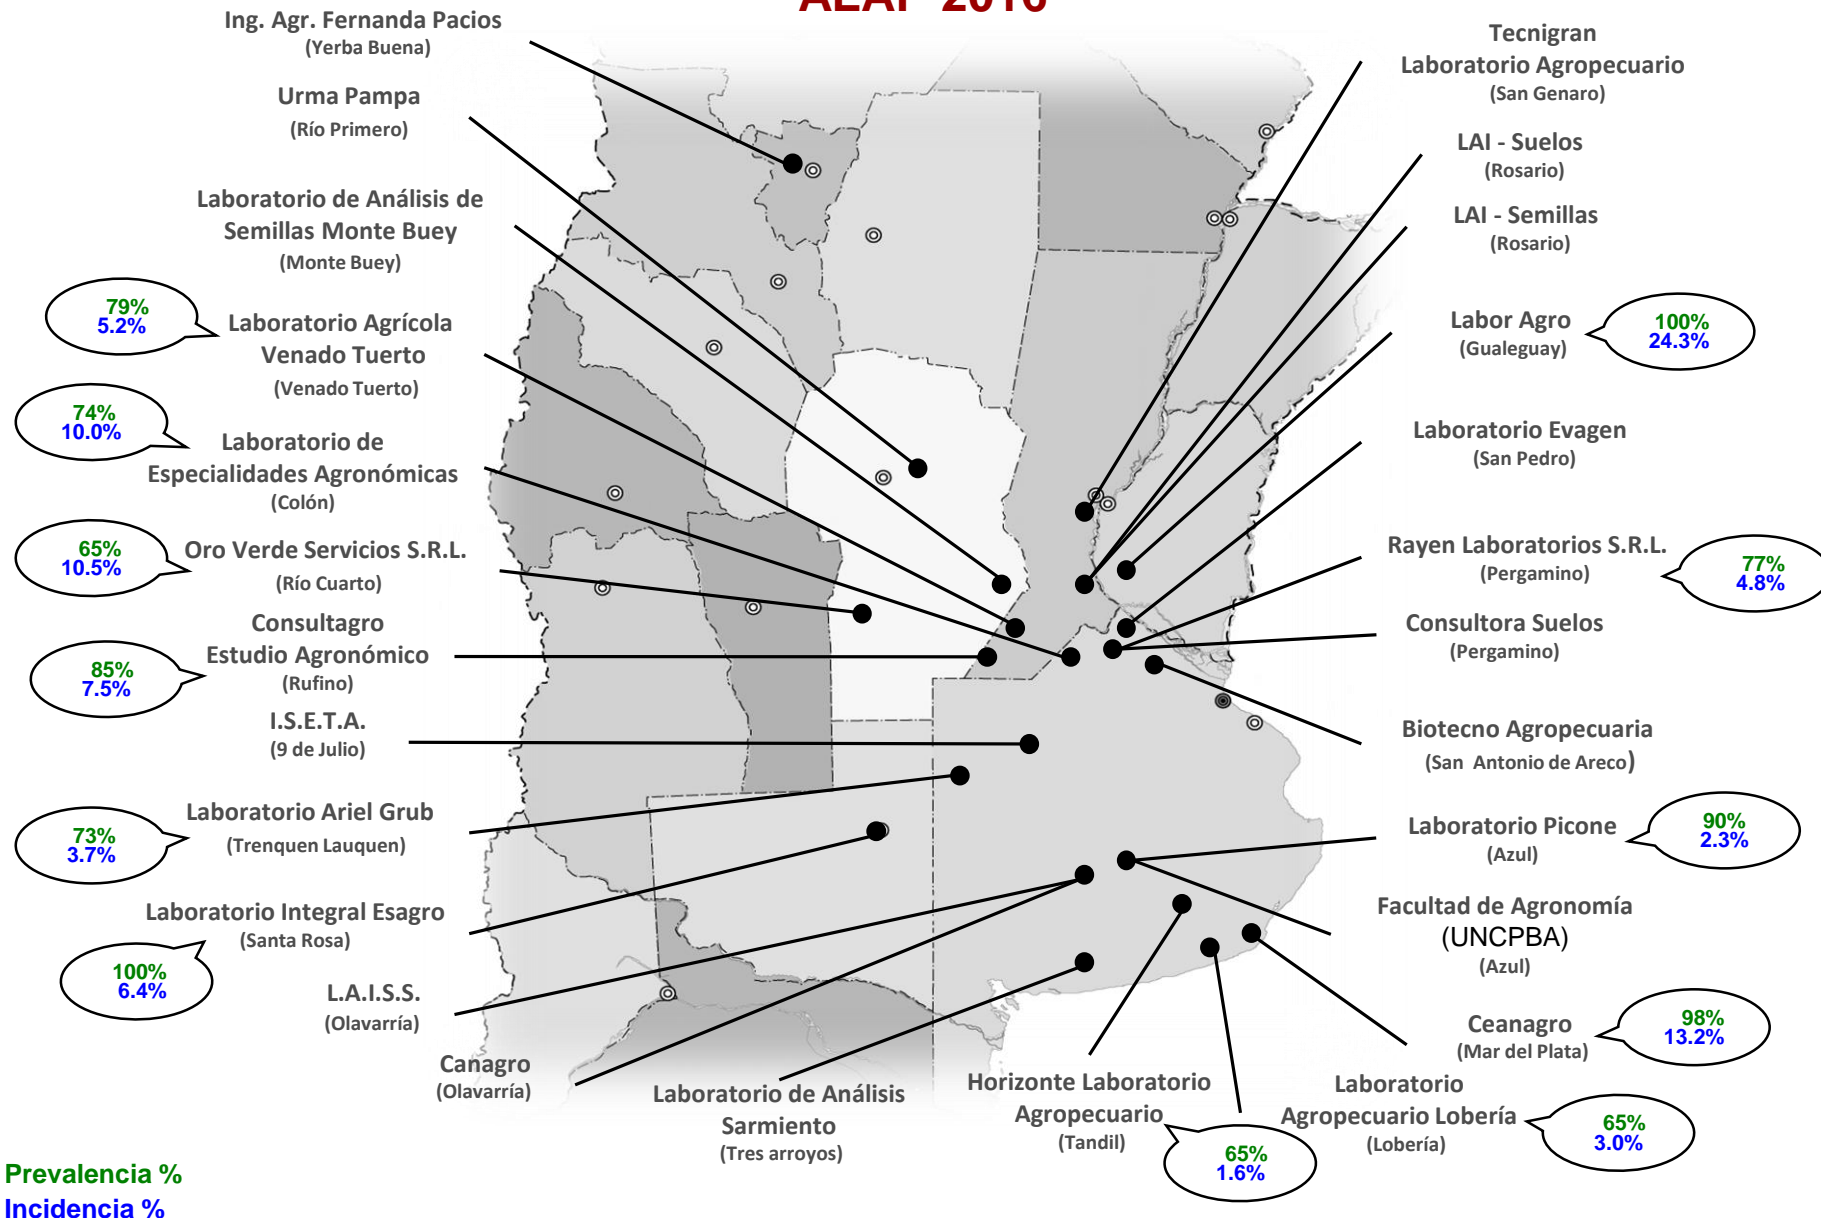 ALAP 2016
Ing. Agr. Fernanda Pacios
(Yerba Buena)
Urma Pampa
(Río Primero)
Laboratorio de Análisis de
Semillas Monte Buey
(Monte Buey)
79%
5.2%
Laboratorio Agrícola
Venado Tuerto
(Venado Tuerto)
74%
10.0%
Laboratorio de
Especialidades Agronómicas
(Colón)
65%
10.5%
Oro Verde Servicios S.R.L.
(Río Cuarto)
Consultagro
Estudio Agronómico
(Rufino)
85%
7.5%
I.S.E.T.A.
(9 de Julio)
Laboratorio Ariel Grub
(Trenquen Lauquen)
73%
3.7%
Laboratorio Integral Esagro
(Santa Rosa)
100%
6.4%
L.A.I.S.S.
(Olavarría)
Canagro
(Olavarría)
Laboratorio de Análisis
Sarmiento
(Tres arroyos)
Horizonte Laboratorio
Agropecuario
(Tandil)
65%
1.6%
Laboratorio
Agropecuario Lobería
(Lobería)
65%
3.0%
Tecnigran
Laboratorio Agropecuario
(San Genaro)
LAI - Suelos
(Rosario)
LAI - Semillas
(Rosario)
Labor Agro
(Gualeguay)
100%
24.3%
Laboratorio Evagen
(San Pedro)
Rayen Laboratorios S.R.L.
(Pergamino)
77%
4.8%
Consultora Suelos
(Pergamino)
Biotecno Agropecuaria
(San Antonio de Areco)
Laboratorio Picone
(Azul)
90%
2.3%
Facultad de Agronomía
(UNCPBA)
(Azul)
Ceanagro
(Mar del Plata)
98%
13.2%
Prevalencia %
Incidencia %